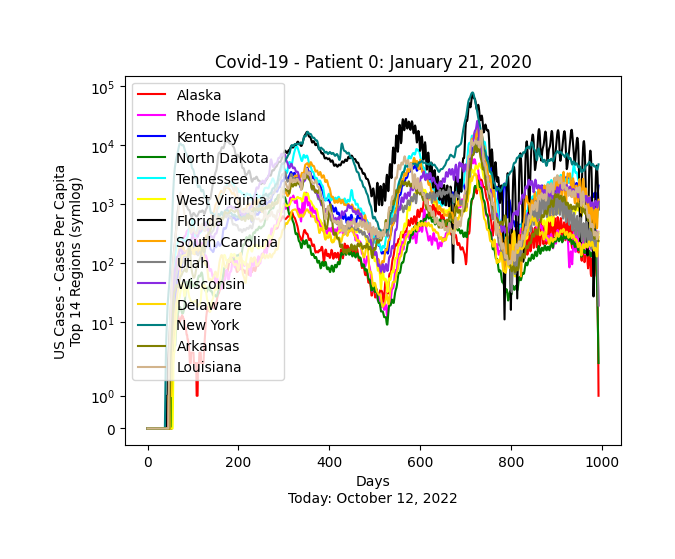 Covid-19 - Patient 0: January 21, 2020
US Cases - Cases Per Capita
Top 14 Regions (symlog)
10^5
10^4
10^3
10^2
10^1
10^0
0
Alaska
Rhode Island
Kentucky
North Dakota
Tennessee
West Virginia
Florida
South Carolina
Utah
Wisconsin
Delaware
New York
Arkansas
Louisiana
0 200 400 600 800 1000
Days
Today: October 12, 2022